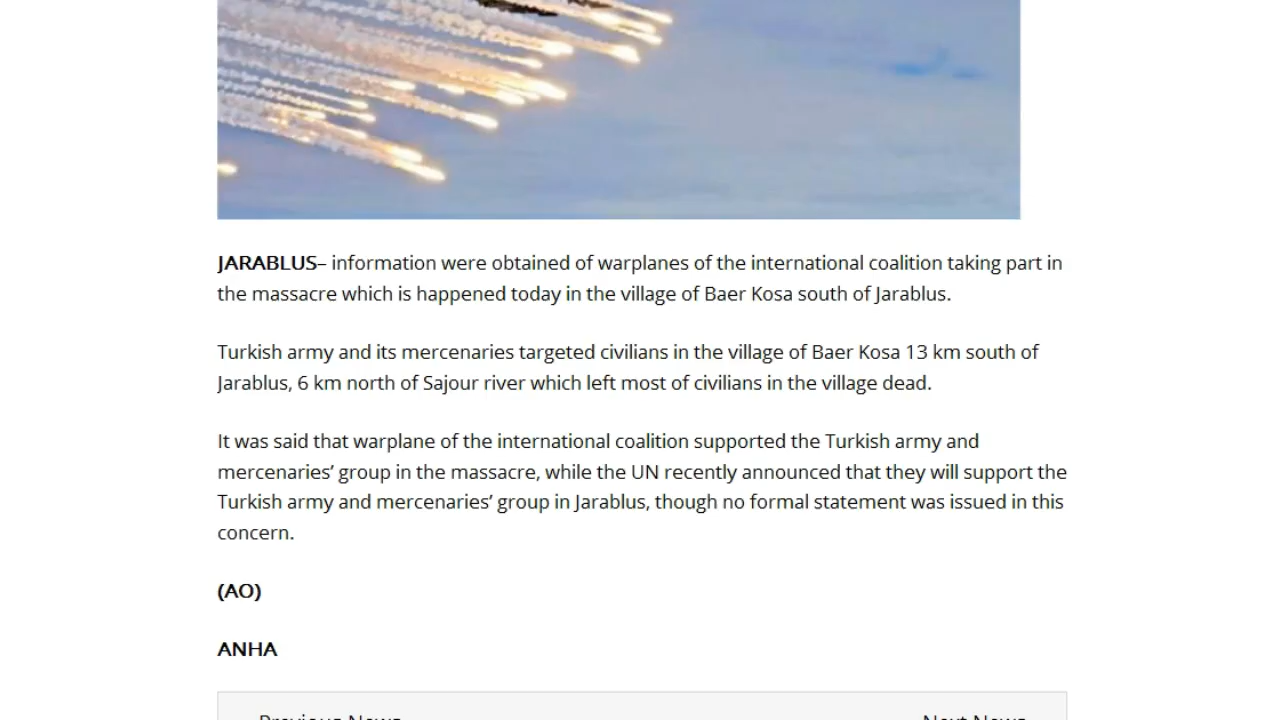 JARABLUS– information were obtained of warplanes of the international coalition taking part in
the massacre which is happened today in the village of Baer Kosa south of Jarablus.
Turkish army and its mercenaries targeted civilians in the village of Baer Kosa 13 km south of
Jarablus, 6 km north of Sajour river which left most of civilians in the village dead.
It was said that warplane of the international coalition supported the Turkish army and
mercenaries’ group in the massacre, while the UN recently announced that they will support the
Turkish army and mercenaries’ group in Jarablus, though no formal statement was issued in this
concern.
(AO)
ANHA
Previous News Next News